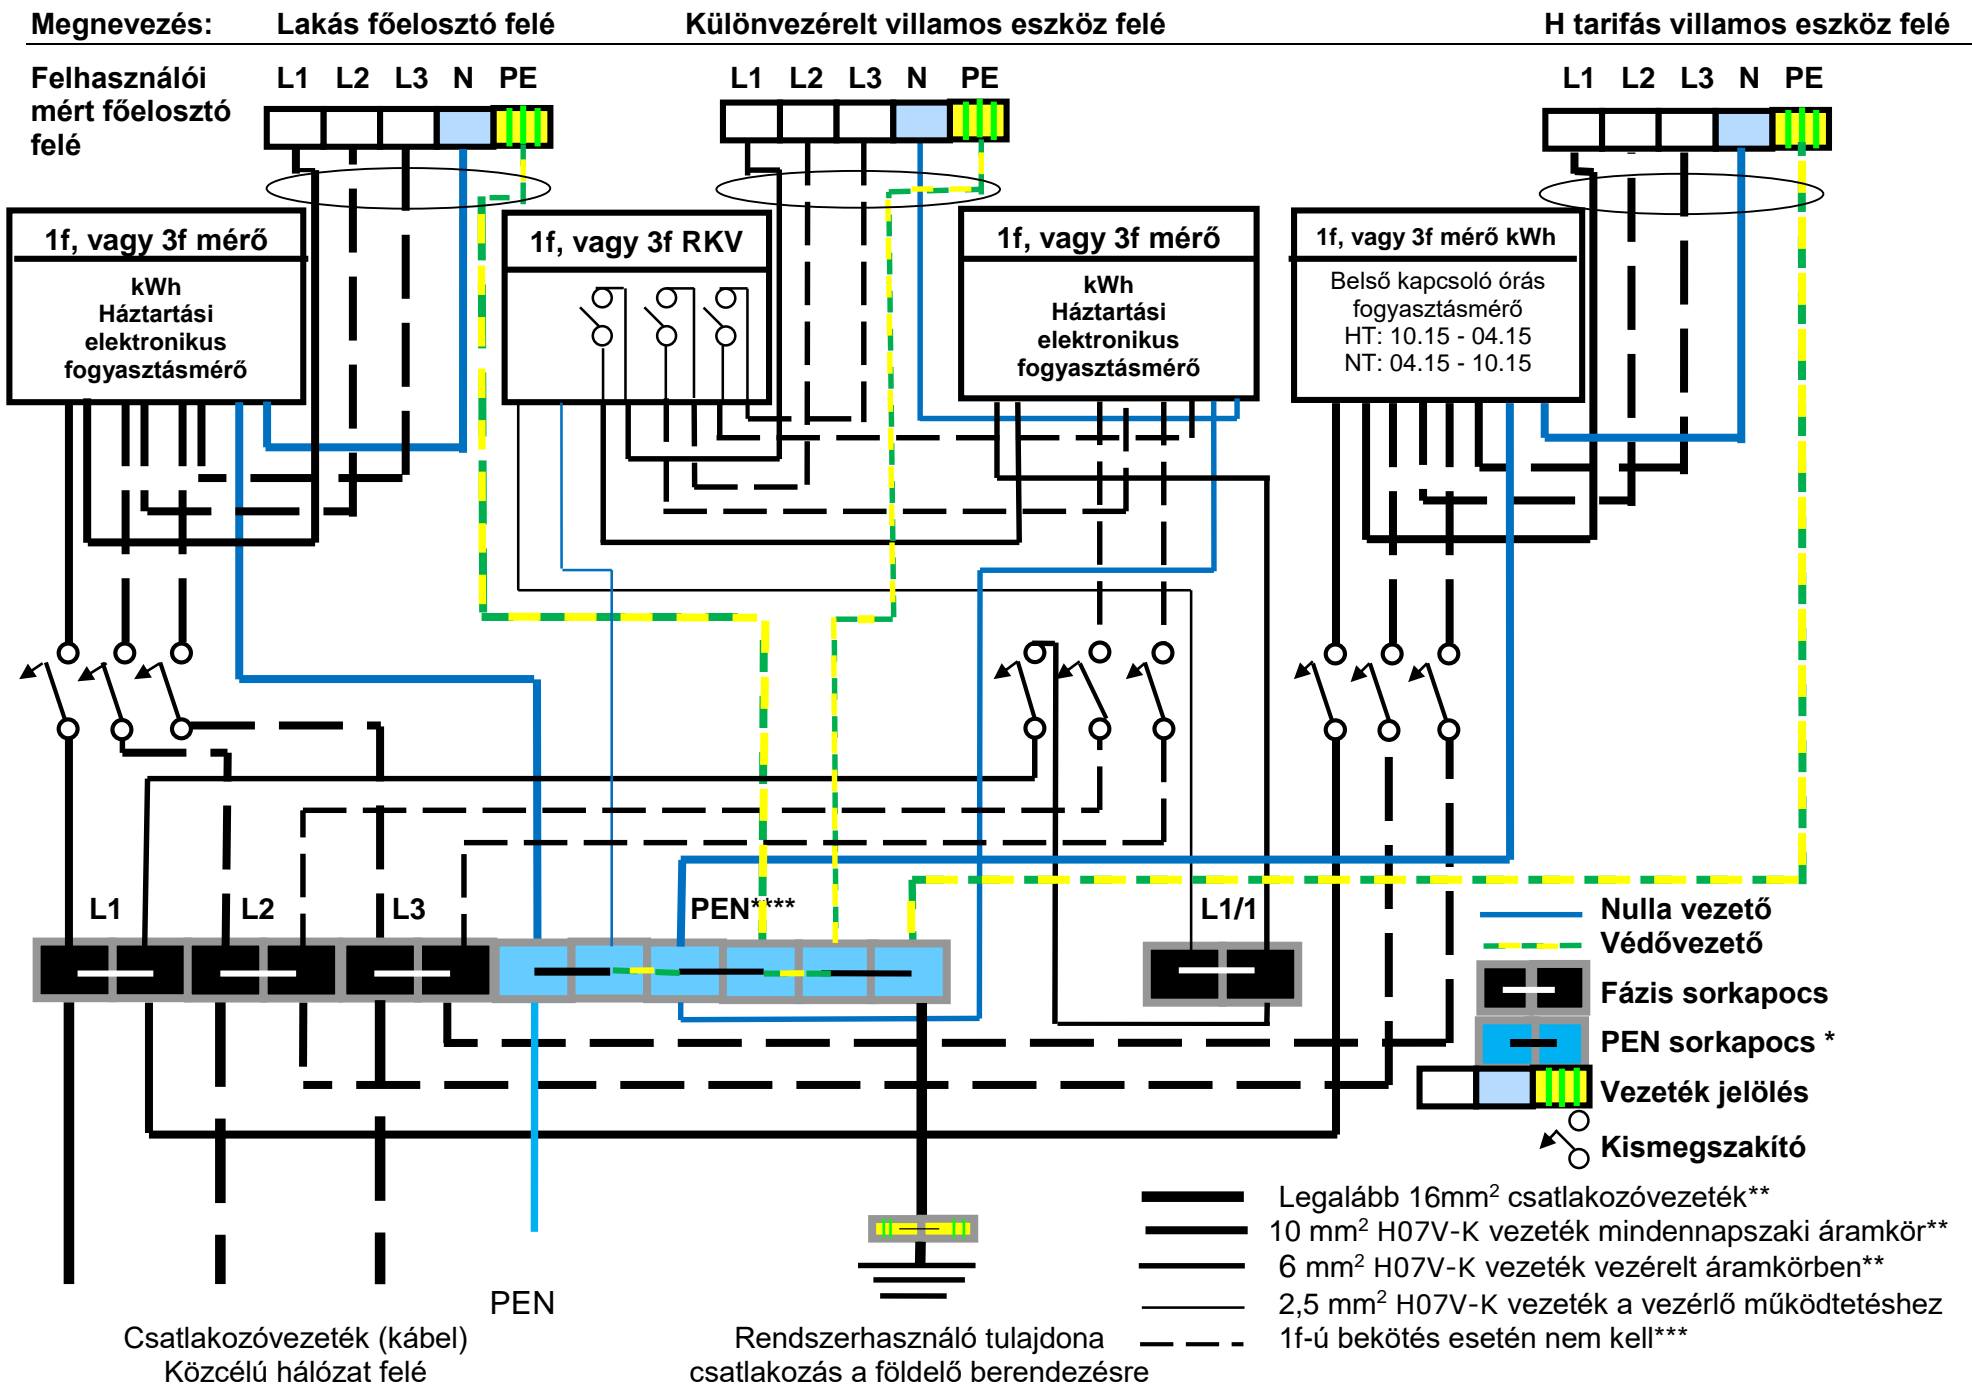 Megnevezés: Lakás főelosztó felé Különvezérelt villamos eszköz felé H tarifás villamos eszköz felé
Felhasználói
mért főelosztó
felé
L1 L2 L3 N PE
L1 L2 L3 N PE
L1 L2 L3 N PE
1f, vagy 3f mérő
kWh
Háztartási
elektronikus
fogyasztásmérő
1f, vagy 3f RKV
1f, vagy 3f mérő
kWh
Háztartási
elektronikus
fogyasztásmérő
1f, vagy 3f mérő kWh
Belső kapcsoló órás
fogyasztásmérő
HT: 10.15 - 04.15
NT: 04.15 - 10.15
L1 L2 L3 PEN**** L1/1
Nulla vezető
Védővezető
Fázis sorkapocs
PEN sorkapocs *
Vezeték jelölés
Kismegszakító
Legalább 16mm² csatlakozóvezeték**
10 mm² H07V-K vezeték mindennapszaki áramkör**
6 mm² H07V-K vezeték vezérelt áramkörben**
2,5 mm² H07V-K vezeték a vezérlő működtetéshez
1f-ú bekötés esetén nem kell***
PEN
Csatlakozóvezeték (kábel)
Közcélú hálózat felé
Rendszerhasználó tulajdona
csatlakozás a földelő berendezésre